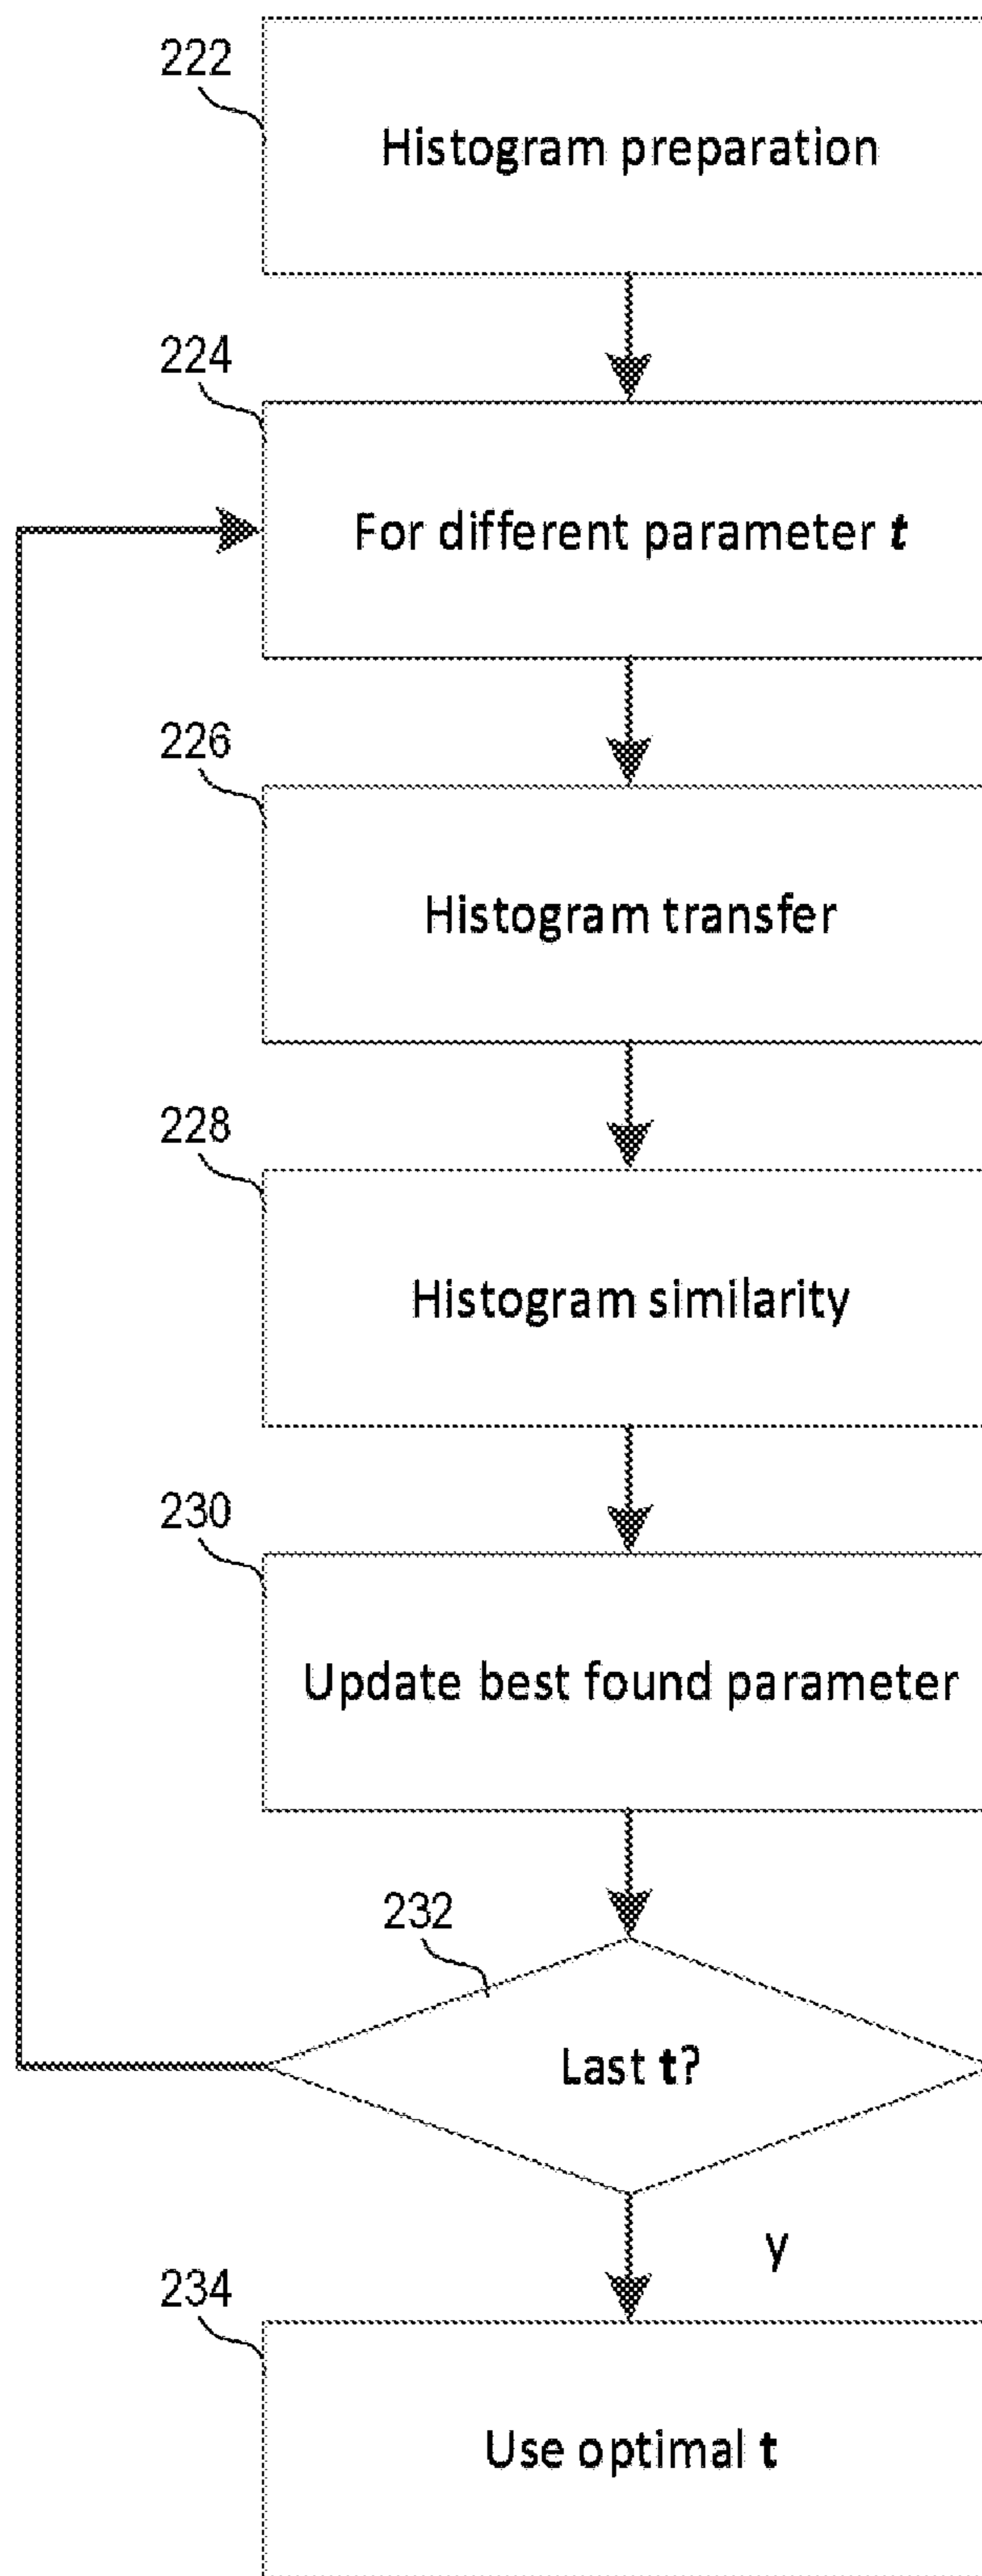 222
Histogram preparation
224
For different parameter t
226
Histogram transfer
228
Histogram similarity
230
Update best found parameter
232
Last t?
y
234
Use optimal t